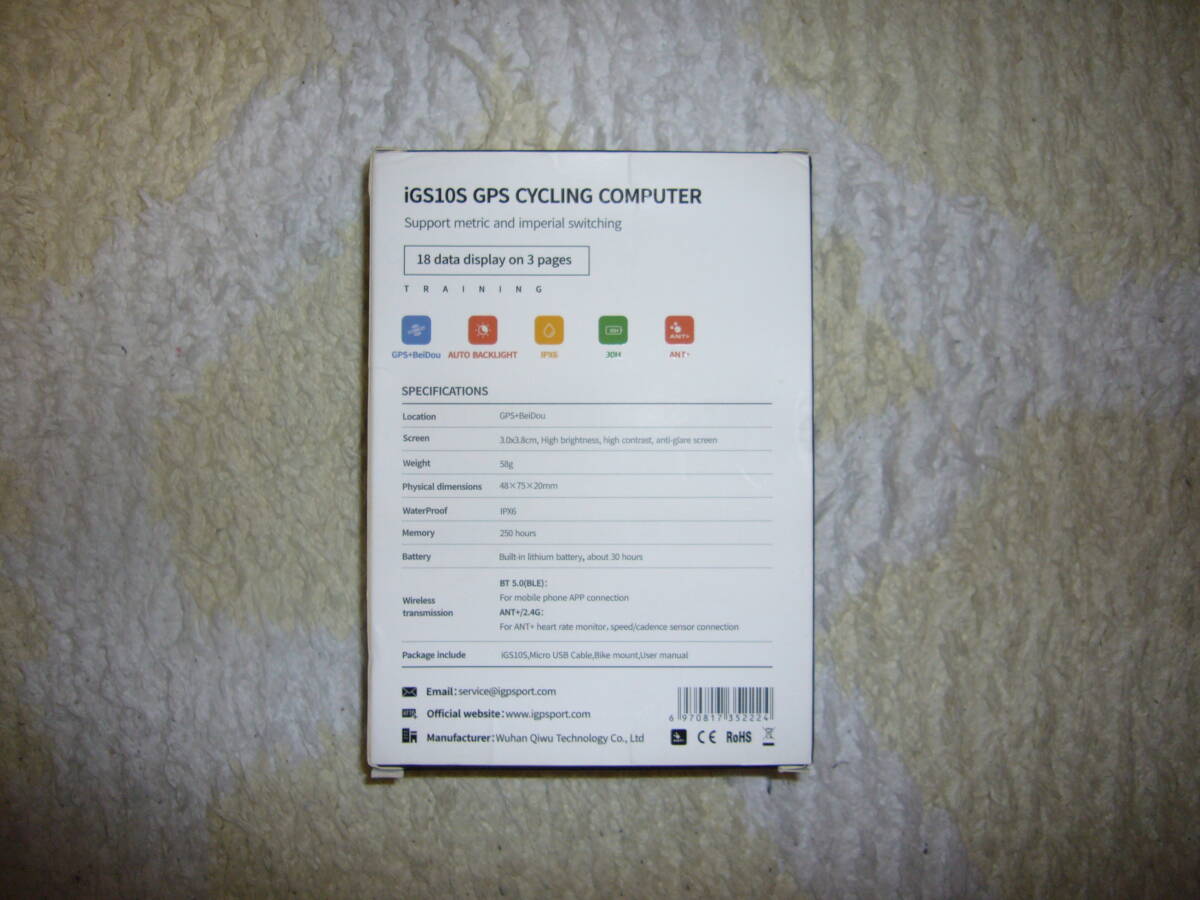 iGS10S GPS CYCLING COMPUTER
Support metric and imperial switching
18 data display on 3 pages
TRAINING
ANT+
GPS+BeiDou AUTO BACKLIGHT IPX6 30H ANT+
SPECIFICATIONS
Location GPS+BeiDou
Screen 3.0x3.8cm, High brightness, high contrast, anti-glare screen
Weight 58g
Physical dimensions 48×75×20mm
WaterProof IPX6
Memory 250 hours
Battery Built-in lithium battery, about 30 hours
Wireless transmission
BT 5.0(BLE):
For mobile phone APP connection
ANT+/2.4G:
For ANT+ heart rate monitor, speed/cadence sensor connection
Package include iGS10S,Micro USB Cable,Bike mount,User manual
Email:service@igpsport.com
Official website:www.igpsport.com
Manufacturer:Wuhan Qiwu Technology Co., Ltd
6 970817 352224
CE RoHS